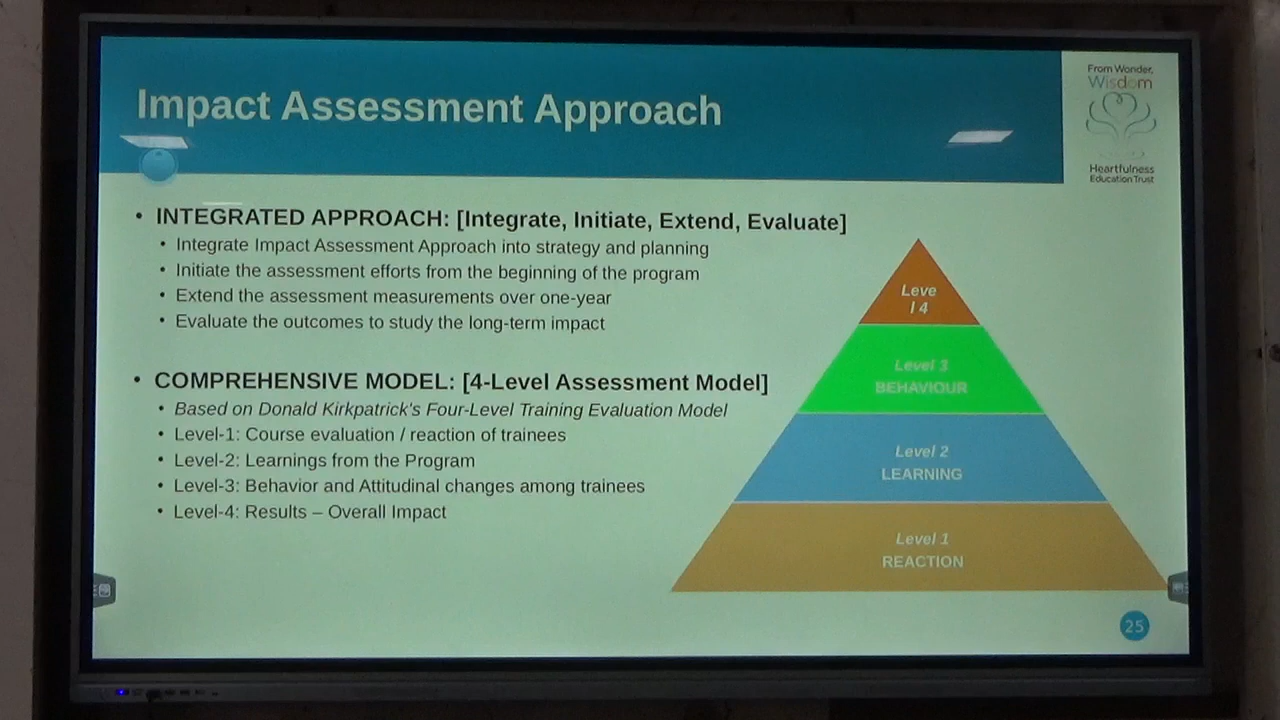 Impact Assessment Approach
From Wonder,
Wisdom
Heartfulness
Education Trust
• INTEGRATED APPROACH: [Integrate, Initiate, Extend, Evaluate]
• Integrate Impact Assessment Approach into strategy and planning
• Initiate the assessment efforts from the beginning of the program
• Extend the assessment measurements over one-year
• Evaluate the outcomes to study the long-term impact
• COMPREHENSIVE MODEL: [4-Level Assessment Model]
• Based on Donald Kirkpatrick's Four-Level Training Evaluation Model
• Level-1: Course evaluation / reaction of trainees
• Level-2: Learnings from the Program
• Level-3: Behavior and Attitudinal changes among trainees
• Level-4: Results – Overall Impact
Leve
l 4
Level 3
BEHAVIOUR
Level 2
LEARNING
Level 1
REACTION
25